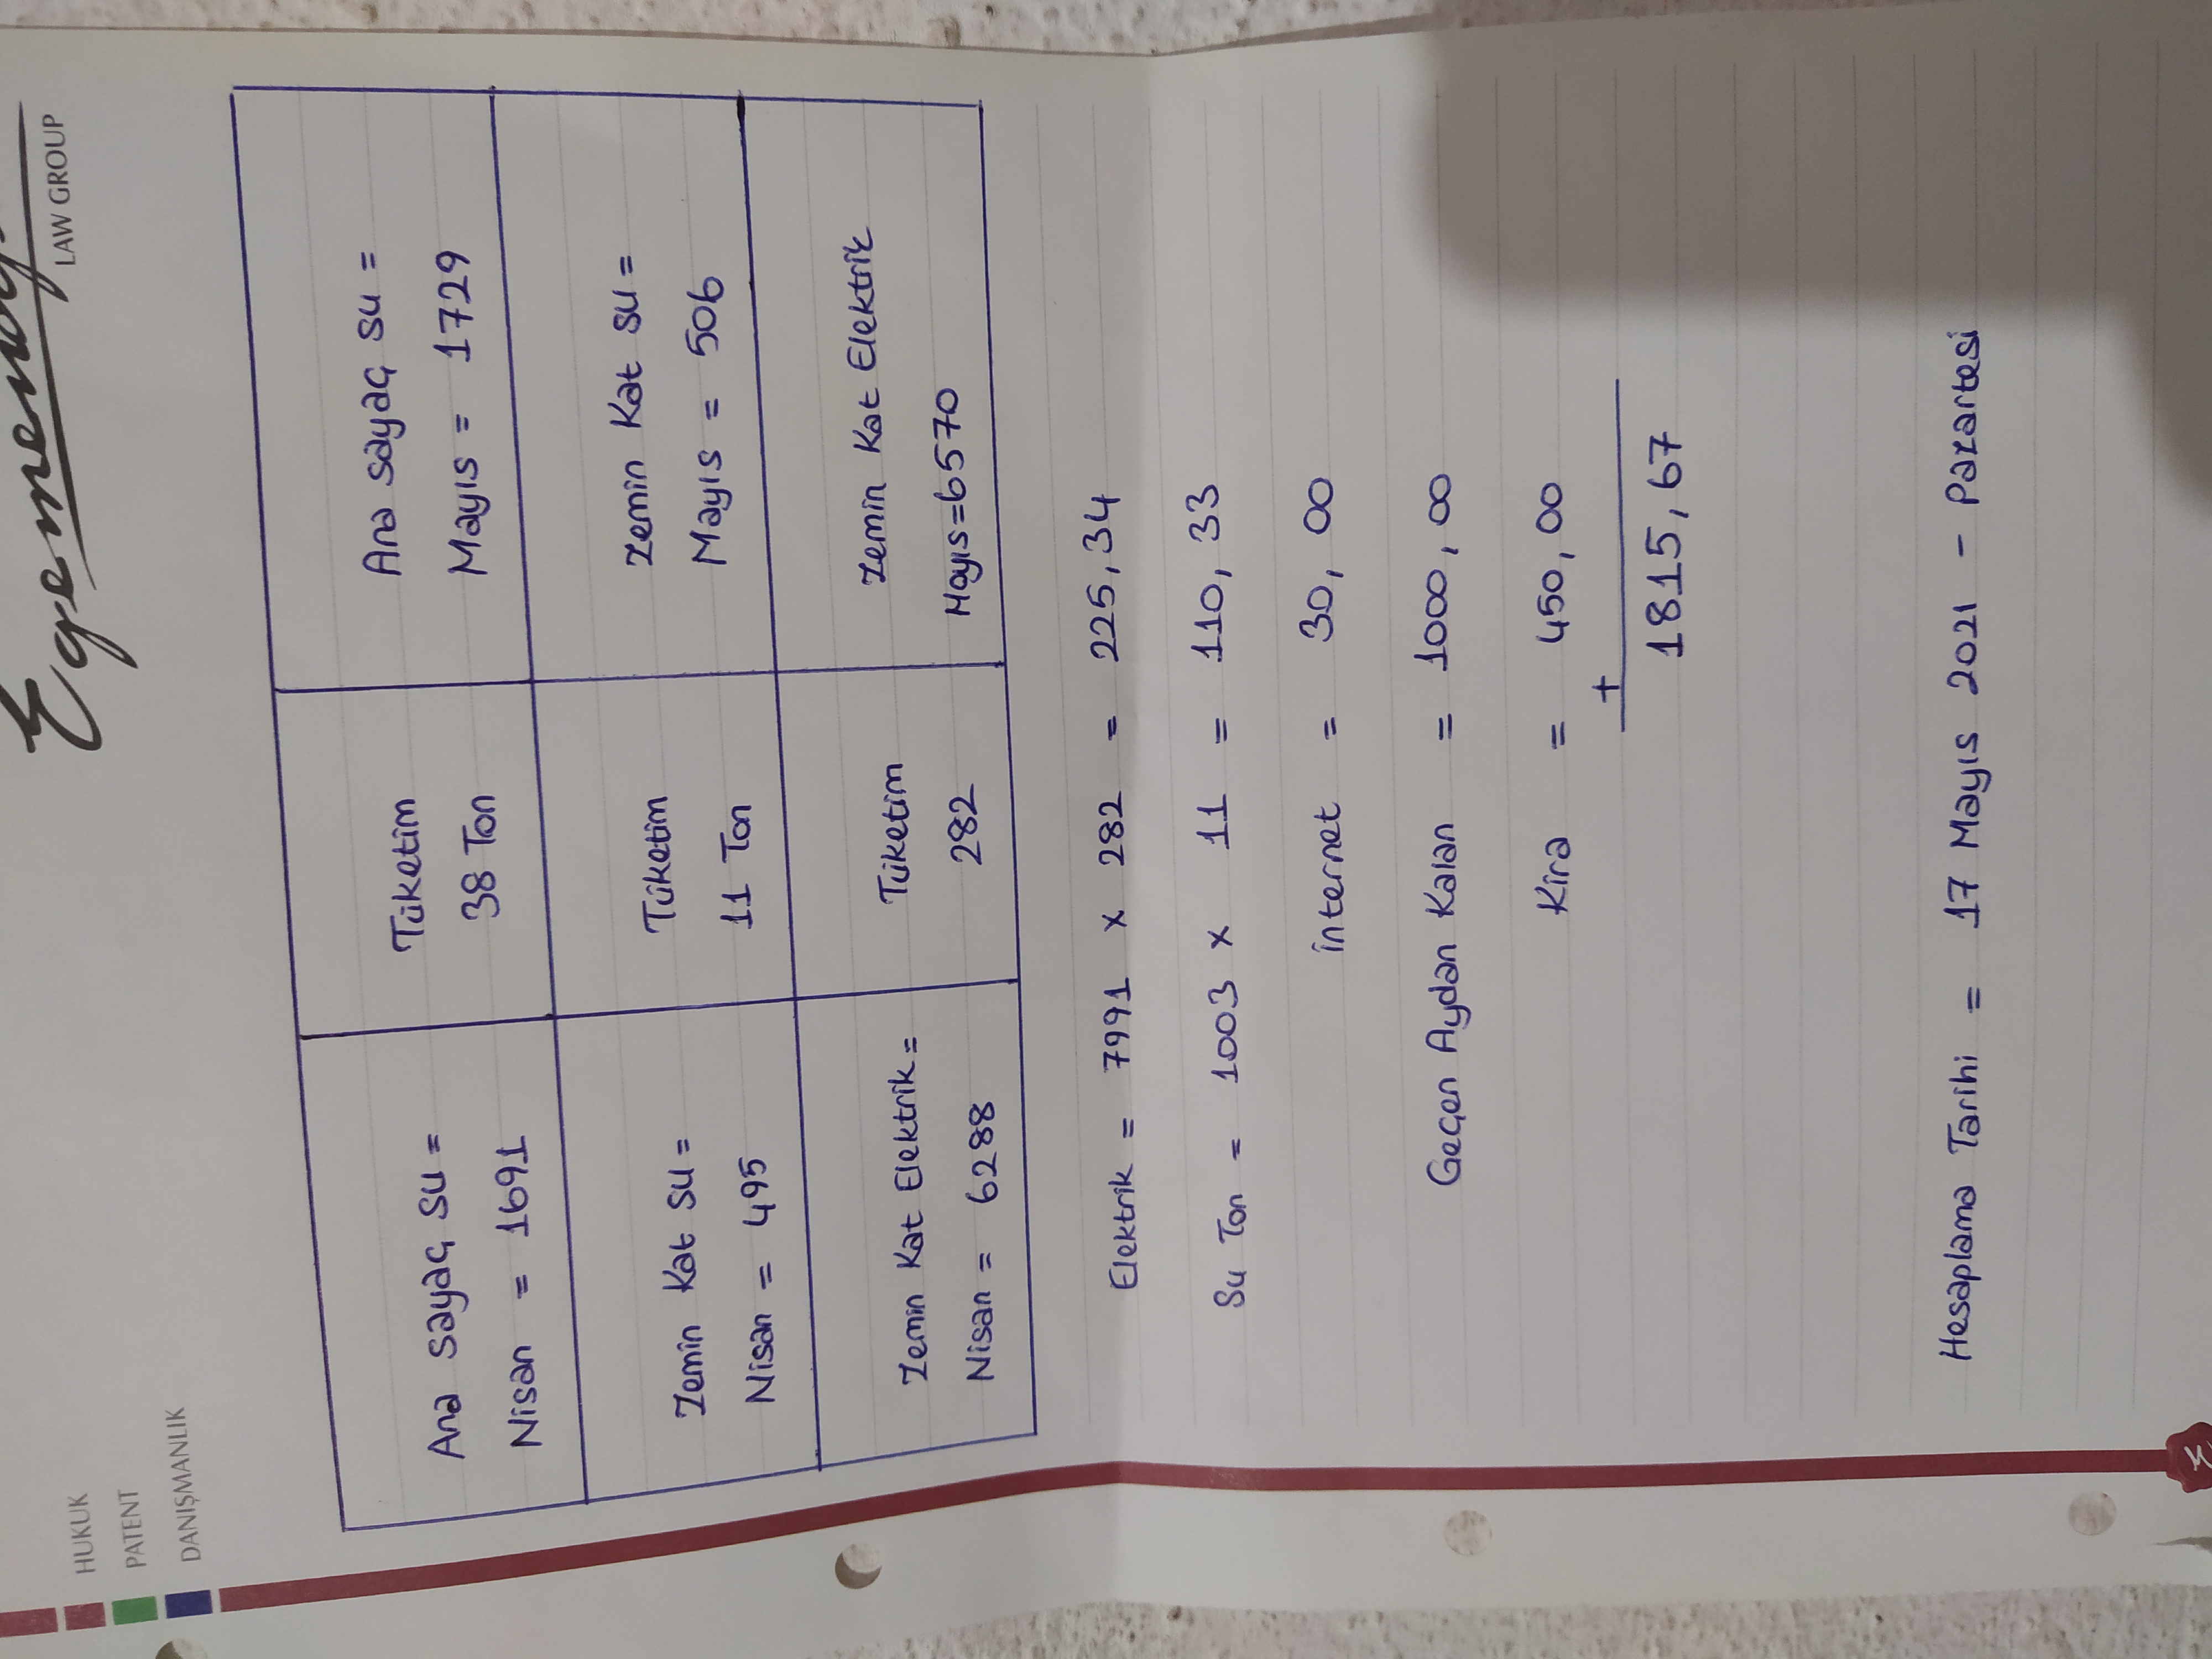 HUKUK
PATENT
DANIŞMANLIK
LAW GROUP
Ana sayaç su =
Nisan = 1691
Tüketim
38 Ton
Ana sayaç su =
Mayıs = 1729
Zemin Kat su =
Nisan = 495
Tüketim
11 Ton
Zemin Kat su =
Mayıs = 506
Zemin Kat Elektrik =
Nisan = 6288
Tüketim
282
Zemin Kat Elektrik
Mayıs=6570
Elektrik = 7991 x 282 = 225,34
Su Ton = 1003 x 11 = 110,33
internet = 30,00
Geçen Aydan Kalan = 1000,00
Kira = 450,00
+
1815,67
Hesaplama Tarihi = 17 Mayıs 2021 - Pazartesi